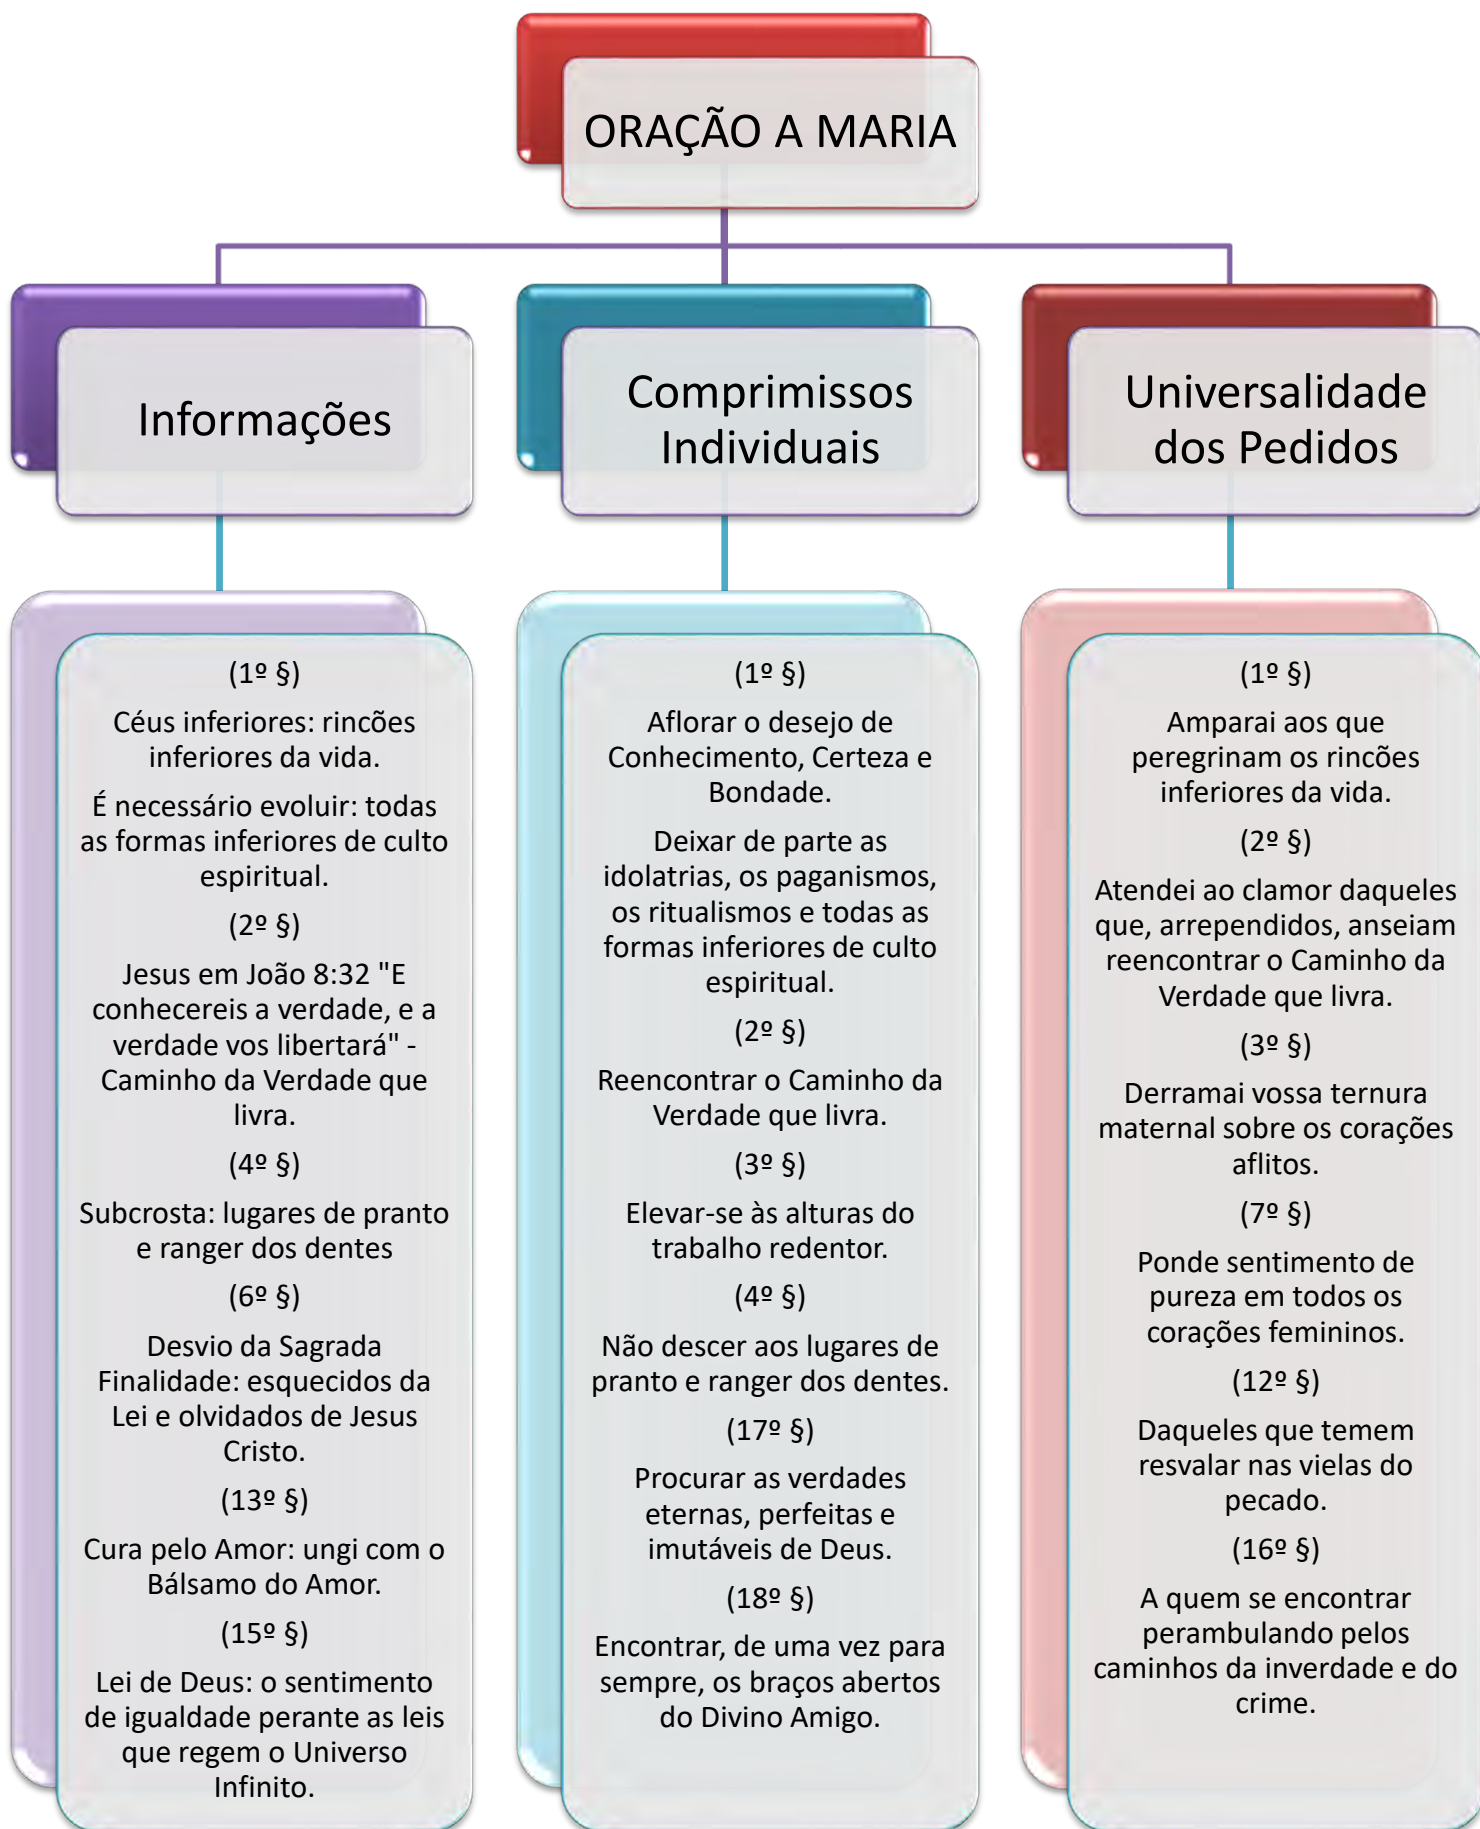 ORAÇÃO A MARIA
Informações
(1º §)
Céus inferiores: rincões
inferiores da vida.
É necessário evoluir: todas
as formas inferiores de culto
espiritual.
(2º §)
Jesus em João 8:32 "E
conhecereis a verdade, e a
verdade vos libertará" -
Caminho da Verdade que
livra.
(4º §)
Subcrosta: lugares de pranto
e ranger dos dentes
(6º §)
Desvio da Sagrada
Finalidade: esquecidos da
Lei e olvidados de Jesus
Cristo.
(13º §)
Cura pelo Amor: ungi com o
Bálsamo do Amor.
(15º §)
Lei de Deus: o sentimento
de igualdade perante as leis
que regem o Universo
Infinito.
Comprimissos
Individuais
(1º §)
Aflorar o desejo de
Conhecimento, Certeza e
Bondade.
Deixar de parte as
idolatrias, os paganismos,
os ritualismos e todas as
formas inferiores de culto
espiritual.
(2º §)
Reencontrar o Caminho da
Verdade que livra.
(3º §)
Elevar-se às alturas do
trabalho redentor.
(4º §)
Não descer aos lugares de
pranto e ranger dos dentes.
(17º §)
Procurar as verdades
eternas, perfeitas e
imutáveis de Deus.
(18º §)
Encontrar, de uma vez para
sempre, os braços abertos
do Divino Amigo.
Universalidade
dos Pedidos
(1º §)
Amparai aos que
peregrinam os rincões
inferiores da vida.
(2º §)
Atendei ao clamor daqueles
que, arrependidos, anseiam
reencontrar o Caminho da
Verdade que livra.
(3º §)
Derramai vossa ternura
maternal sobre os corações
aflitos.
(7º §)
Ponde sentimento de
pureza em todos os
corações femininos.
(12º §)
Daqueles que temem
resvalar nas vielas do
pecado.
(16º §)
A quem se encontrar
perambulando pelos
caminhos da inverdade e do
crime.